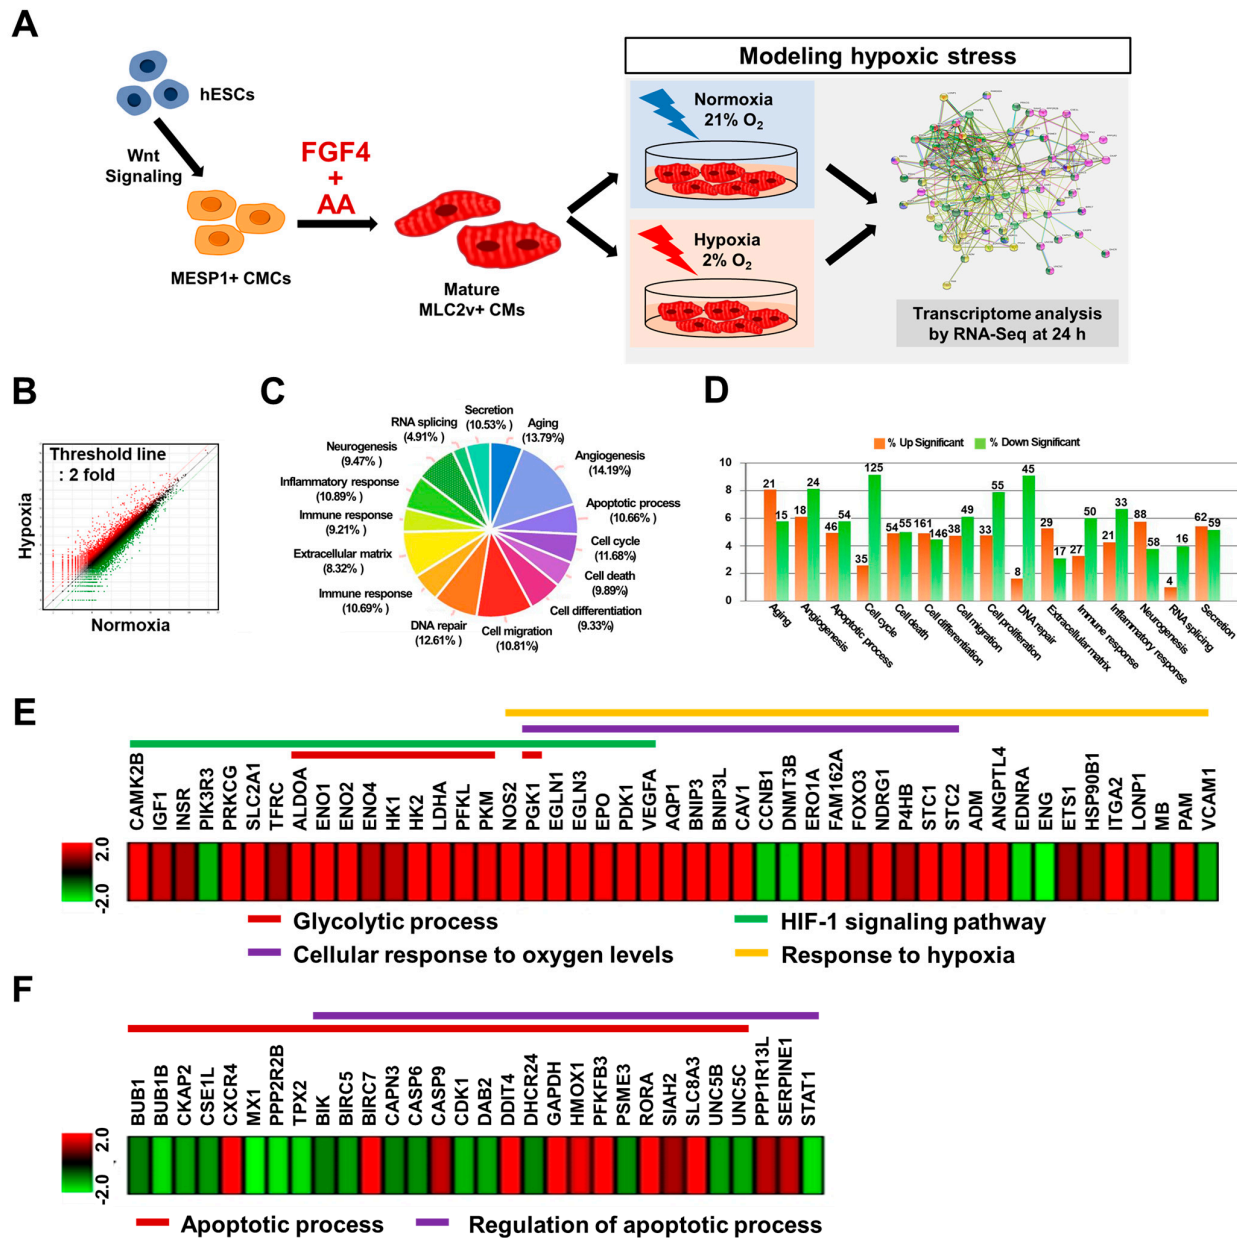 A
hESCs
Wnt
Signaling
MESP1+ CMCs
FGF4
+
AA
Mature
MLC2v+ CMs
Modeling hypoxic stress
Normoxia
21% O₂
Hypoxia
2% O₂
Transcriptome analysis
by RNA-Seq at 24 h
B
Threshold line
: 2 fold
Hypoxia
Normoxia
C
Secretion
(10.53% )
Aging
(13.79%)
Angiogenesis
(14.19%)
Apoptotic process
(10.66% )
Cell cycle
(11.68%)
Cell death
(9.89%)
Cell differentiation
(9.33%)
Cell migration
(10.81%)
DNA repair
(12.61% )
Immune response
(10.69% )
Extracellular matrix
(8.32%)
Immune response
(9.21% )
Inflammatory response
(10.89% )
Neurogenesis
(9.47%)
RNA splicing
(4.91% )
D
% Up Significant
% Down Significant
10
8
6
4
2
0
21 15 18 24 46 54 35 125 54 55 161 146 38 49 33 55 8 45 29 17 27 50 21 33 88 58 4 16 62 59
Aging
Angiogenesis
Apoptotic process
Cell cycle
Cell death
Cell differentiation
Cell migration
Cell proliferation
DNA repair
Extracellular matrix
Immune response
Inflammatory response
Neurogenesis
RNA splicing
Secretion
E
CAMK2B
IGF1
INSR
PIK3R3
PRKCG
SLC2A1
TFRC
ALDOA
ENO1
ENO2
ENO4
HK1
HK2
LDHA
PFKL
PKM
NOS2
PGK1
EGLN1
EGLN3
EPO
PDK1
VEGFA
AQP1
BNIP3
BNIP3L
CAV1
CCNB1
DNMT3B
ERO1A
FAM162A
FOXO3
NDRG1
P4HB
STC1
STC2
ADM
ANGPTL4
EDNRA
ENG
ETS1
HSP90B1
ITGA2
LONP1
MB
PAM
VCAM1
2.0
-2.0
Glycolytic process
HIF-1 signaling pathway
Cellular response to oxygen levels
Response to hypoxia
F
BUB1
BUB1B
CKAP2
CSE1L
CXCR4
MX1
PPP2R2B
TPX2
BIK
BIRC5
BIRC7
CAPN3
CASP6
CASP9
CDK1
DAB2
DDIT4
DHCR24
GAPDH
HMOX1
PFKFB3
PSME3
RORA
SIAH2
SLC8A3
UNC5B
UNC5C
PPP1R13L
SERPINE1
STAT1
2.0
-2.0
Apoptotic process
Regulation of apoptotic process